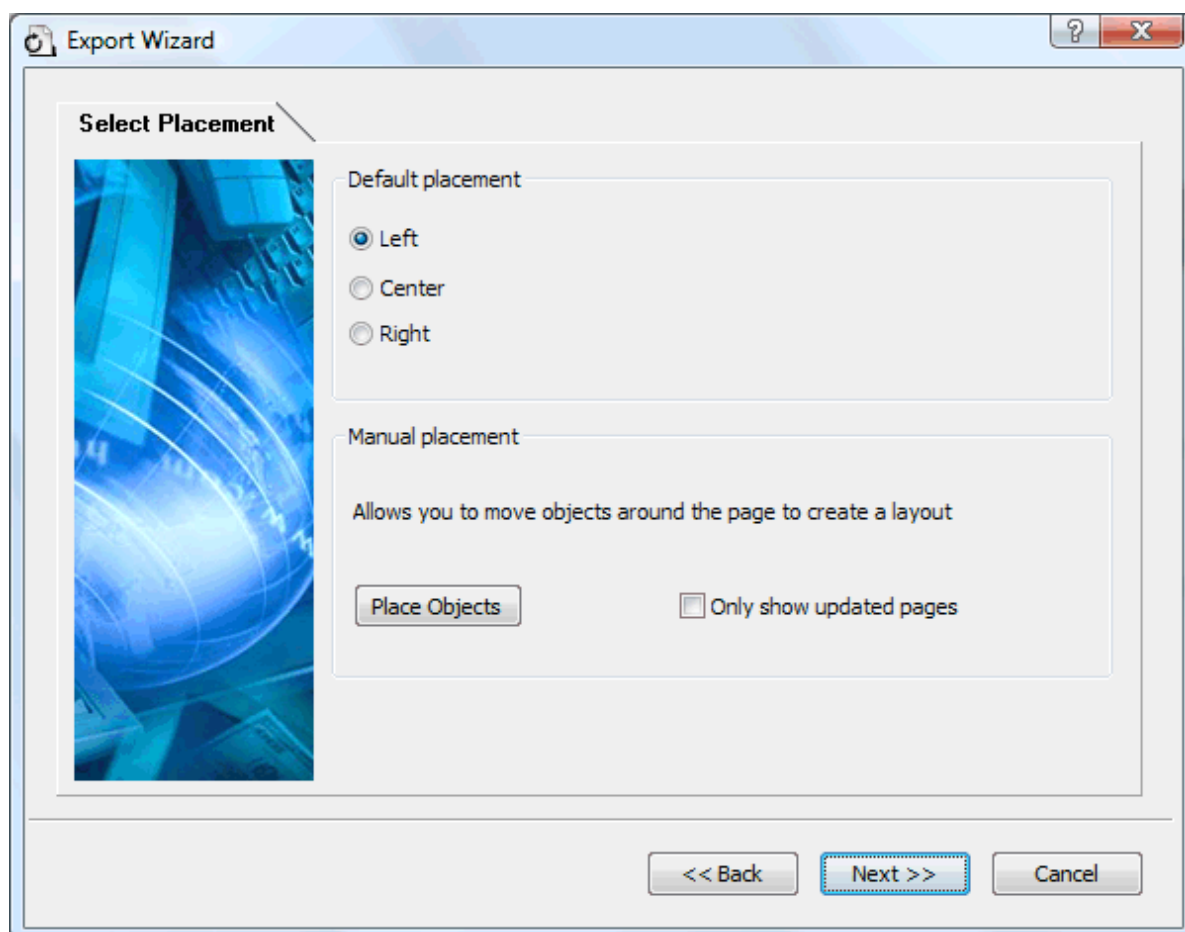 Export Wizard
Select Placement
Default placement
Left
Center
Right
Manual placement
Allows you to move objects around the page to create a layout
Place Objects
Only show updated pages
<< Back
Next >>
Cancel